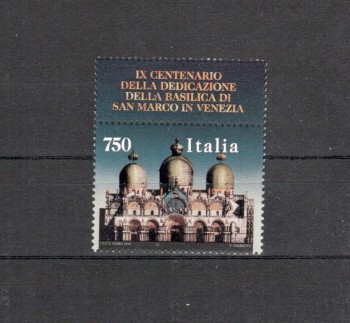 IX CENTENARIO
DELLA DEDICAZIONE
DELLA BASILICA DI
SAN MARCO IN VENEZIA
750 Italia